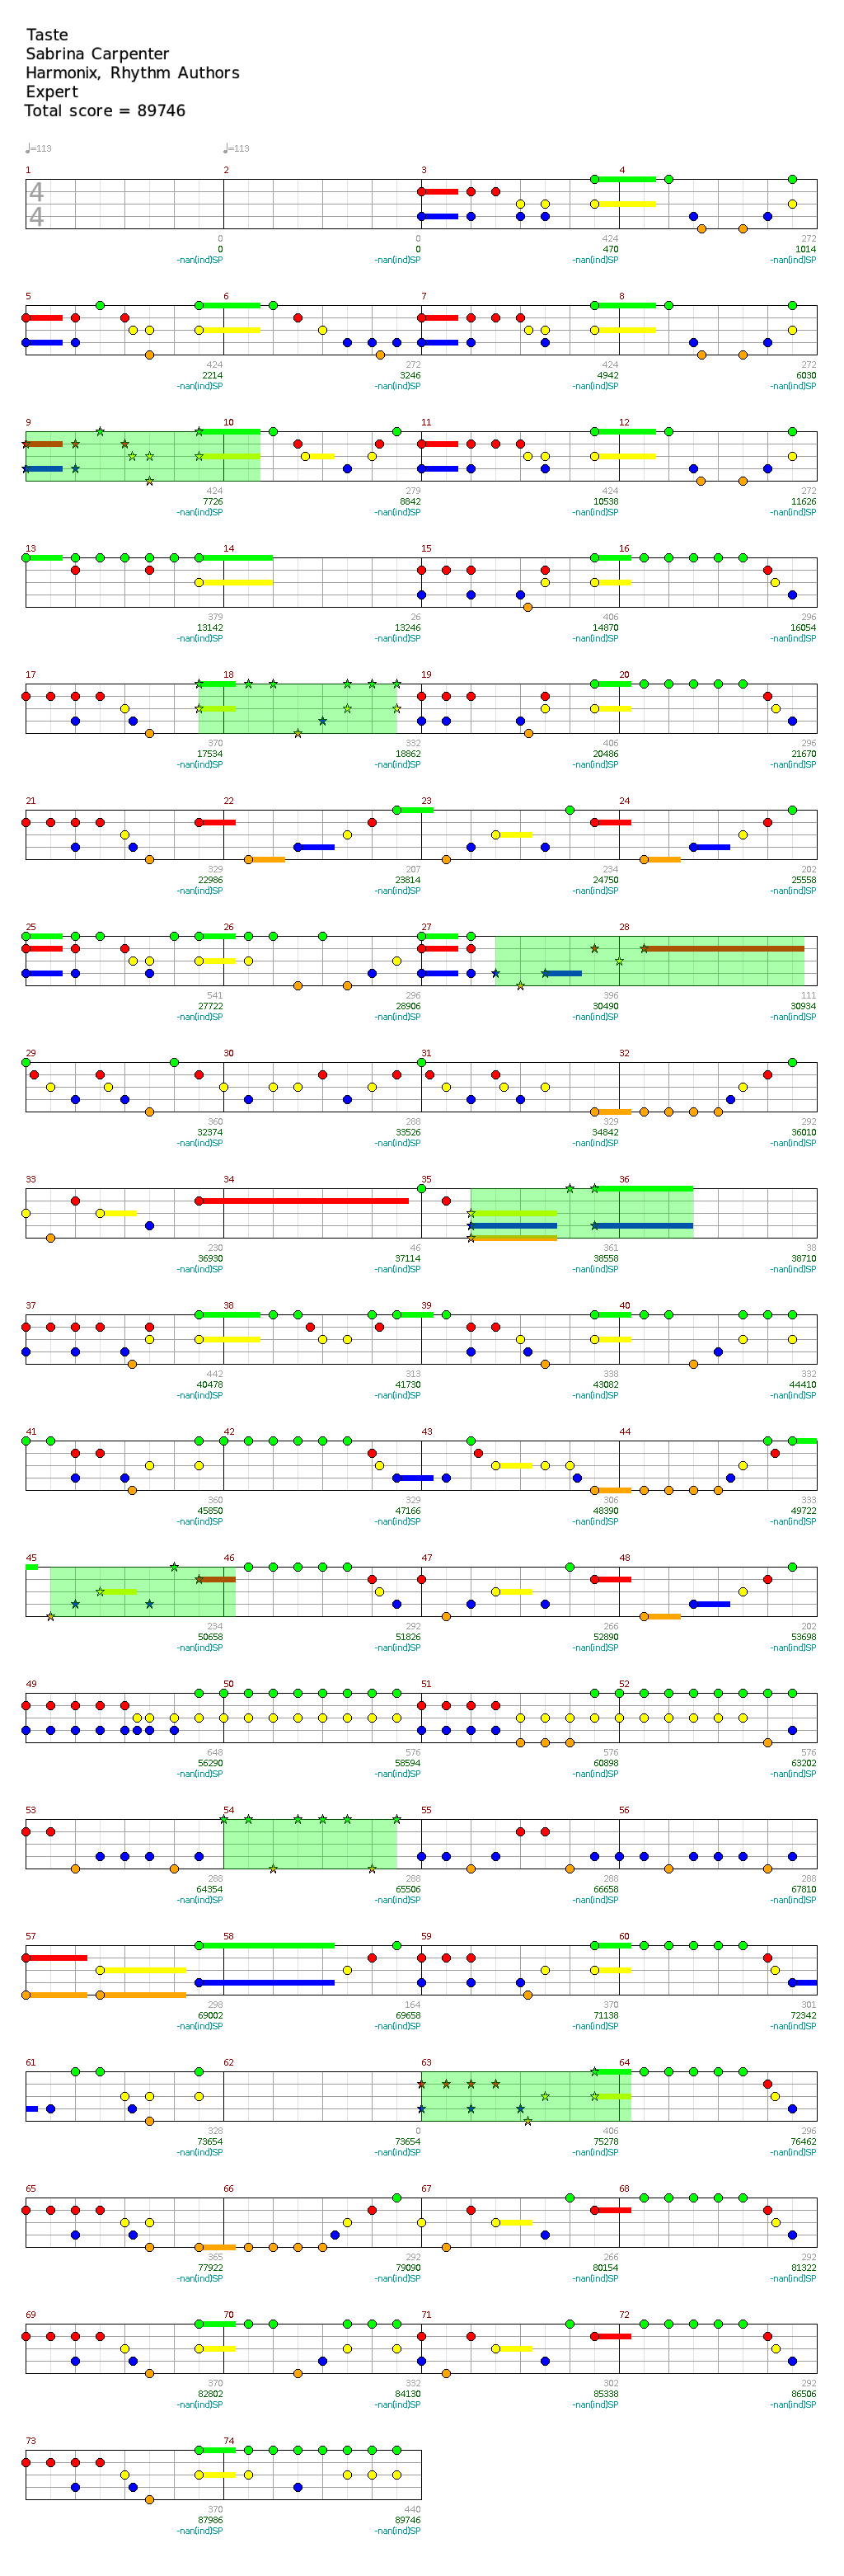 Taste
Sabrina Carpenter
Harmonix, Rhythm Authors
Expert
Total score = 89746
♩=113 ♩=113
1 2 3 4
4
4
0 0 424 272
0 0 470 1014
-nan(ind)SP -nan(ind)SP -nan(ind)SP -nan(ind)SP
5 6 7 8
424 272 424 272
2214 3246 4942 6030
-nan(ind)SP -nan(ind)SP -nan(ind)SP -nan(ind)SP
9 10 11 12
424 279 424 272
7726 8842 10538 11626
-nan(ind)SP -nan(ind)SP -nan(ind)SP -nan(ind)SP
13 14 15 16
379 26 406 296
13142 13246 14870 16054
-nan(ind)SP -nan(ind)SP -nan(ind)SP -nan(ind)SP
17 18 19 20
370 332 406 296
17534 18862 20486 21670
-nan(ind)SP -nan(ind)SP -nan(ind)SP -nan(ind)SP
21 22 23 24
329 207 234 202
22986 23814 24750 25558
-nan(ind)SP -nan(ind)SP -nan(ind)SP -nan(ind)SP
25 26 27 28
541 296 396 111
27722 28906 30490 30934
-nan(ind)SP -nan(ind)SP -nan(ind)SP -nan(ind)SP
29 30 31 32
360 288 329 292
32374 33526 34842 36010
-nan(ind)SP -nan(ind)SP -nan(ind)SP -nan(ind)SP
33 34 35 36
230 46 361 38
36930 37114 38558 38710
-nan(ind)SP -nan(ind)SP -nan(ind)SP -nan(ind)SP
37 38 39 40
442 313 338 332
40478 41730 43082 44410
-nan(ind)SP -nan(ind)SP -nan(ind)SP -nan(ind)SP
41 42 43 44
360 329 306 333
45850 47166 48390 49722
-nan(ind)SP -nan(ind)SP -nan(ind)SP -nan(ind)SP
45 46 47 48
234 292 266 202
50658 51826 52890 53698
-nan(ind)SP -nan(ind)SP -nan(ind)SP -nan(ind)SP
49 50 51 52
648 576 576 576
56290 58594 60898 63202
-nan(ind)SP -nan(ind)SP -nan(ind)SP -nan(ind)SP
53 54 55 56
288 288 288 288
64354 65506 66658 67810
-nan(ind)SP -nan(ind)SP -nan(ind)SP -nan(ind)SP
57 58 59 60
298 164 370 301
69002 69658 71138 72342
-nan(ind)SP -nan(ind)SP -nan(ind)SP -nan(ind)SP
61 62 63 64
328 0 406 296
73654 73654 75278 76462
-nan(ind)SP -nan(ind)SP -nan(ind)SP -nan(ind)SP
65 66 67 68
365 292 266 292
77922 79090 80154 81322
-nan(ind)SP -nan(ind)SP -nan(ind)SP -nan(ind)SP
69 70 71 72
370 332 302 292
82802 84130 85338 86506
-nan(ind)SP -nan(ind)SP -nan(ind)SP -nan(ind)SP
73 74
370 440
87986 89746
-nan(ind)SP -nan(ind)SP